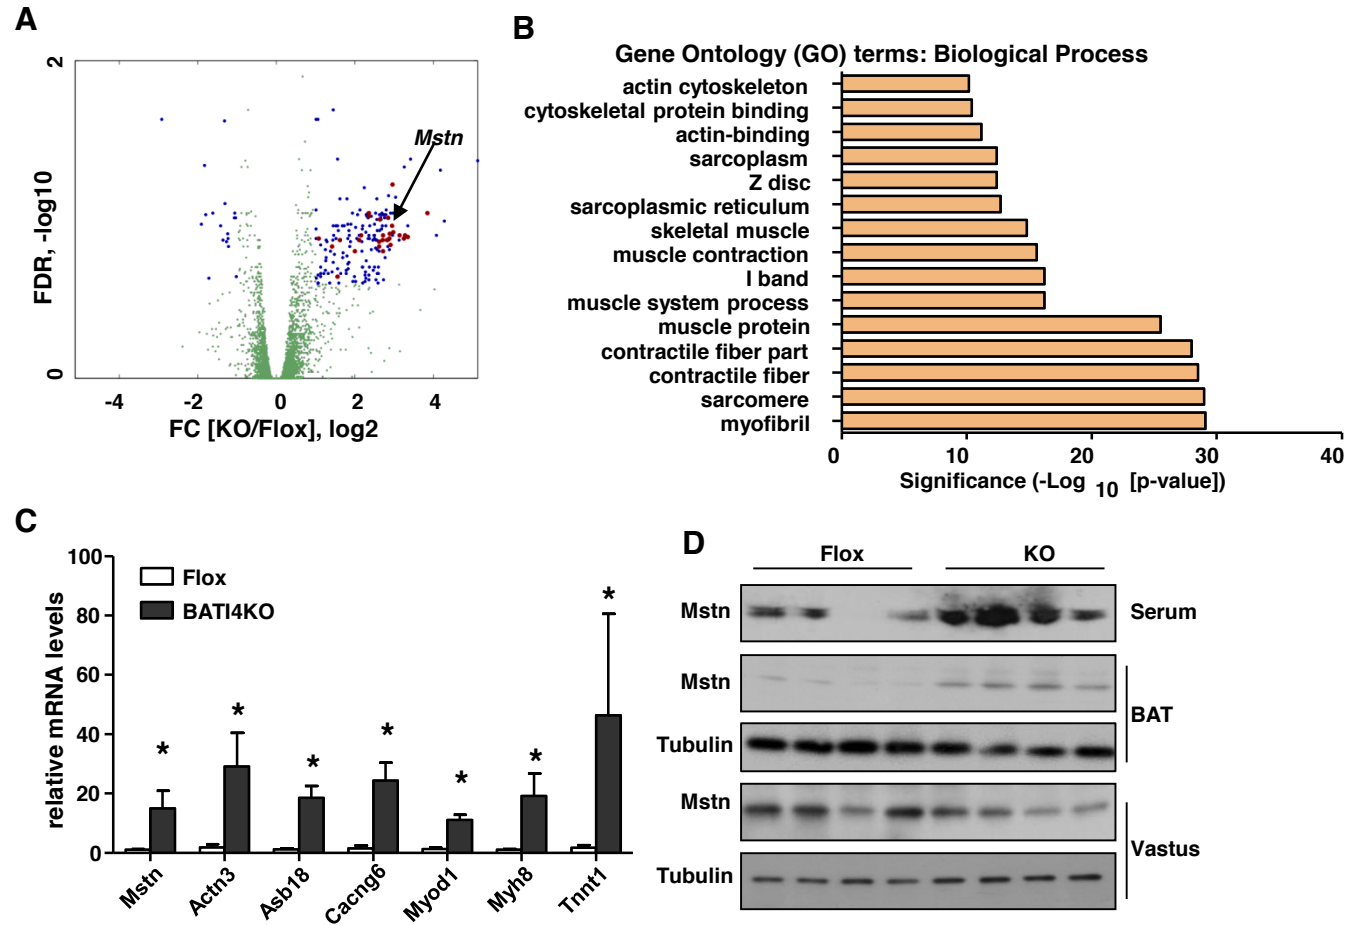 A
2
Mstn
FDR, -log10
0
-4
-2
0
2
4
FC [KO/Flox], log2
B
Gene Ontology (GO) terms: Biological Process
actin cytoskeleton
cytoskeletal protein binding
actin-binding
sarcoplasm
Z disc
sarcoplasmic reticulum
skeletal muscle
muscle contraction
I band
muscle system process
muscle protein
contractile fiber part
contractile fiber
sarcomere
myofibril
0
10
20
30
40
Significance (-Log 10 [p-value])
C
100
80
60
40
20
0
relative mRNA levels
Flox
BATI4KO
*
*
*
*
*
*
*
Mstn
Actn3
Asb18
Cacng6
Myod1
Myh8
Tnnt1
D
Flox
KO
Mstn
Serum
Mstn
BAT
Tubulin
Mstn
Vastus
Tubulin